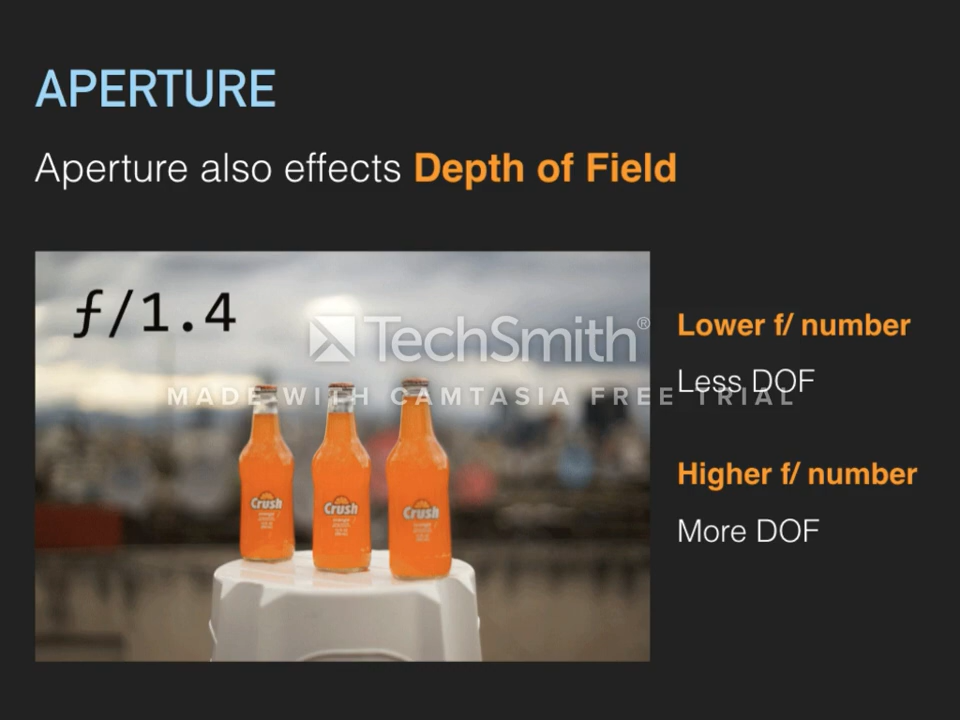 APERTURE
Aperture also effects Depth of Field
ƒ/1.4
TechSmith®
MADE WITH CAMTASIA FREE TRIAL
Lower f/ number
Less DOF
Higher f/ number
More DOF
Crush
Crush
Crush